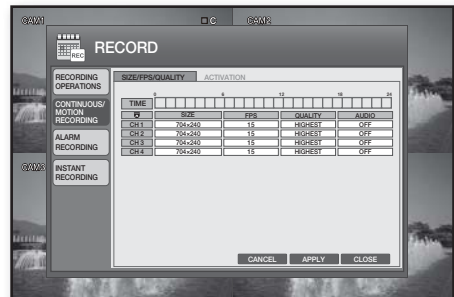 CAM1
C
CAM2
REC
RECORD
RECORDING OPERATIONS
CONTINUOUS/ MOTION RECORDING
ALARM RECORDING
INSTANT RECORDING
SIZE/FPS/QUALITY ACTIVATION
0 6 12 18 24
TIME
SIZE FPS QUALITY AUDIO
CH 1 704×240 15 HIGHEST OFF
CH 2 704×240 15 HIGHEST OFF
CH 3 704×240 15 HIGHEST OFF
CH 4 704×240 15 HIGHEST OFF
CAM3
CANCEL APPLY CLOSE